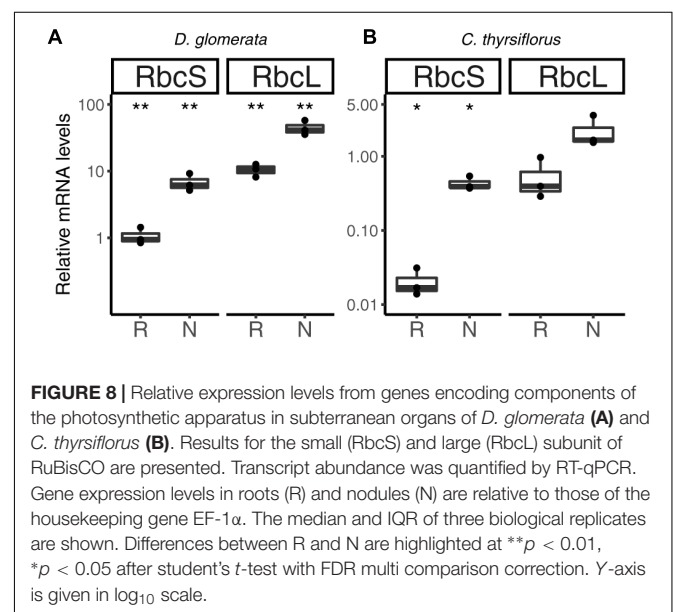 A D. glomerata B C. thyrsiflorus
RbcS RbcL RbcS RbcL
** ** ** ** * *
100 5.00
1.00
10
0.10
1
0.01
Relative mRNA levels
R N R N R N R N
FIGURE 8 | Relative expression levels from genes encoding components of
the photosynthetic apparatus in subterranean organs of D. glomerata (A) and
C. thyrsiflorus (B). Results for the small (RbcS) and large (RbcL) subunit of
RuBisCO are presented. Transcript abundance was quantified by RT-qPCR.
Gene expression levels in roots (R) and nodules (N) are relative to those of the
housekeeping gene EF-1α. The median and IQR of three biological replicates
are shown. Differences between R and N are highlighted at **p < 0.01,
*p < 0.05 after student's t-test with FDR multi comparison correction. Y-axis
is given in log₁₀ scale.